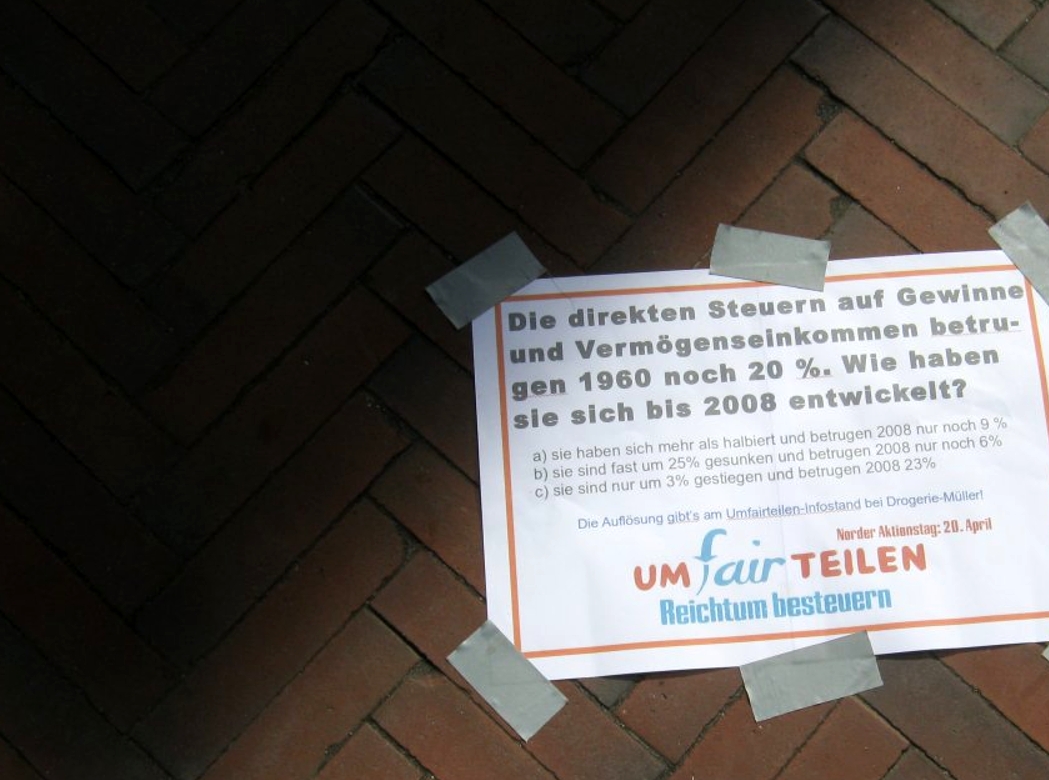 Die direkten Steuern auf Gewinne
und Vermögenseinkommen betru-
gen 1960 noch 20 %. Wie haben
sie sich bis 2008 entwickelt?
a) sie haben sich mehr als halbiert und betrugen 2008 nur noch 9 %
b) sie sind fast um 25% gesunken und betrugen 2008 nur noch 6%
c) sie sind nur um 3% gestiegen und betrugen 2008 23%
Die Auflösung gibt's am Umfairteilen-Infostand bei Drogerie-Müller!
Norder Aktionstag: 20. April
UMfairTEILEN
Reichtum besteuern